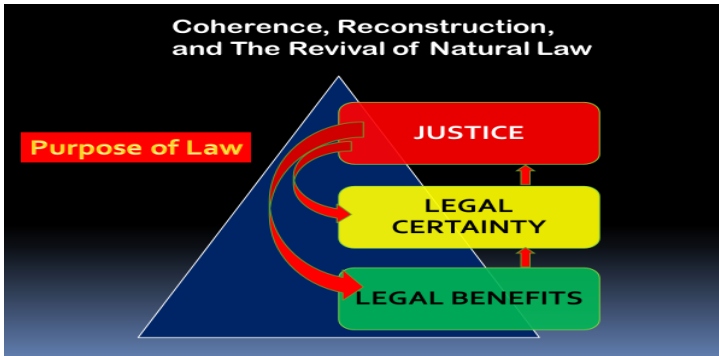 Coherence, Reconstruction,
and The Revival of Natural Law
Purpose of Law
JUSTICE
LEGAL
CERTAINTY
LEGAL BENEFITS